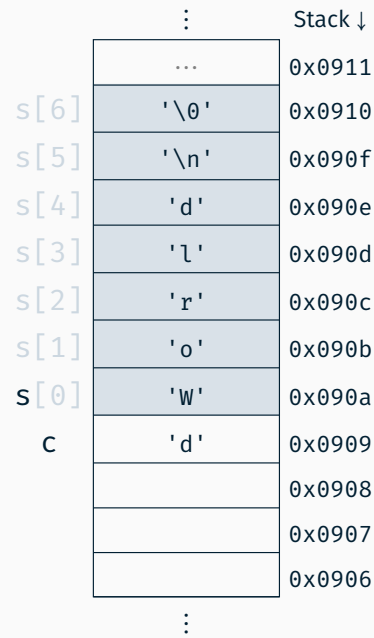 ⋮ Stack ↓
... 0x0911
s[6] '\0' 0x0910
s[5] '\n' 0x090f
s[4] 'd' 0x090e
s[3] 'l' 0x090d
s[2] 'r' 0x090c
s[1] 'o' 0x090b
s[0] 'W' 0x090a
c 'd' 0x0909
0x0908
0x0907
0x0906
⋮